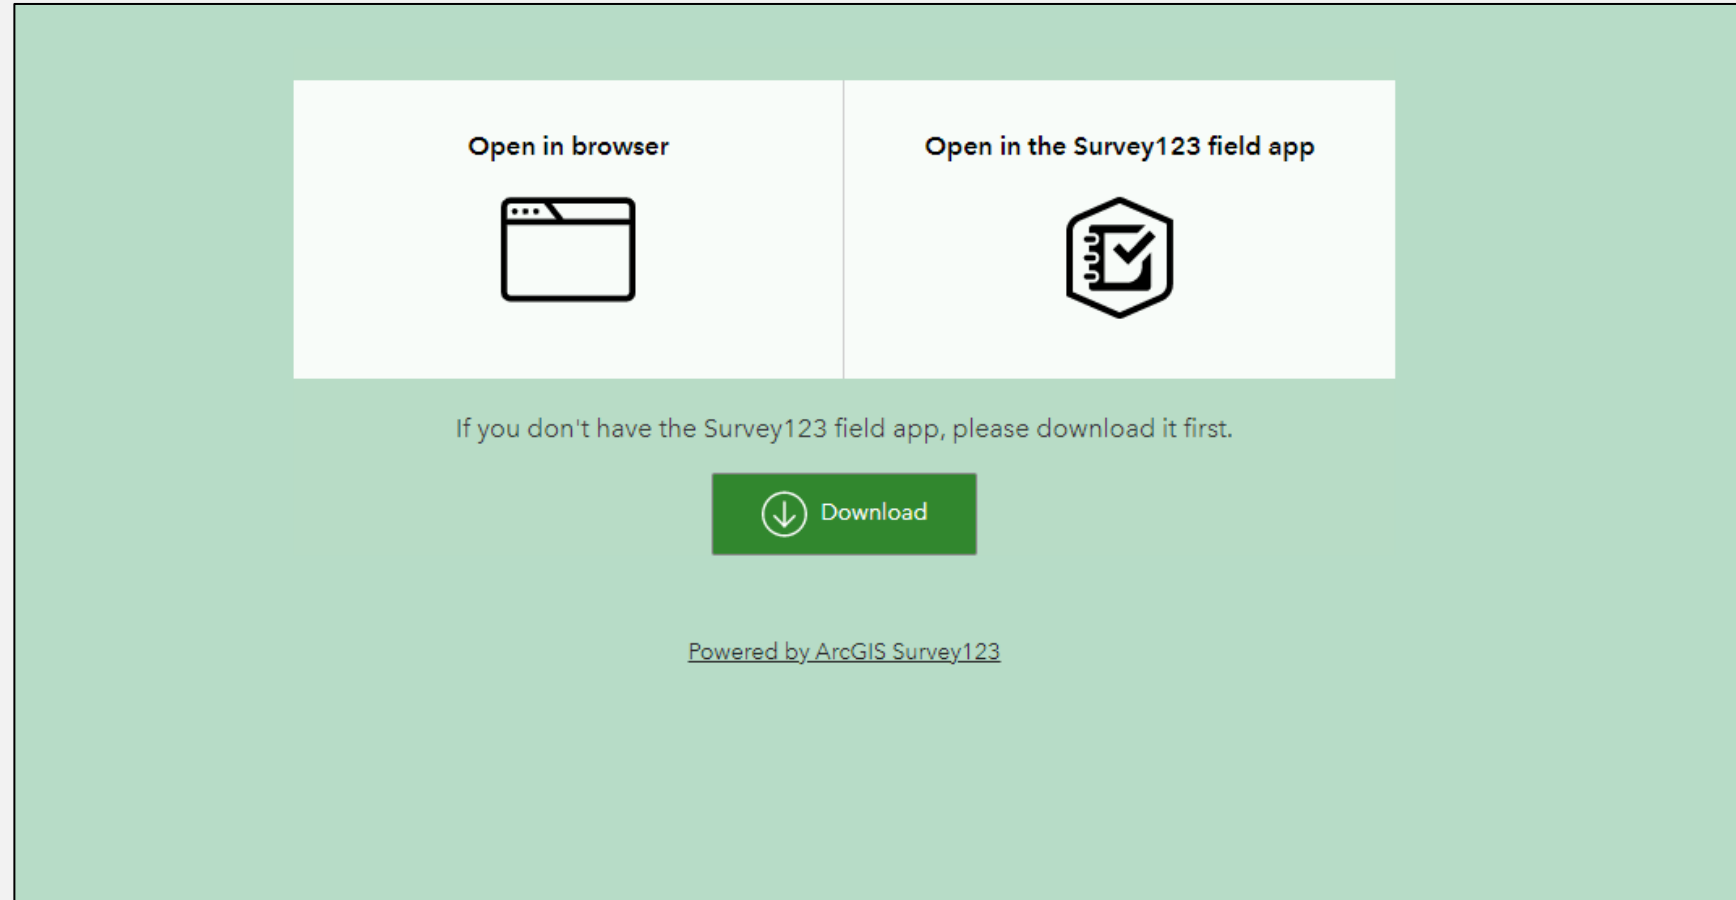 Open in browser
Open in the Survey123 field app
If you don't have the Survey123 field app, please download it first.
Download
Powered by ArcGIS Survey123